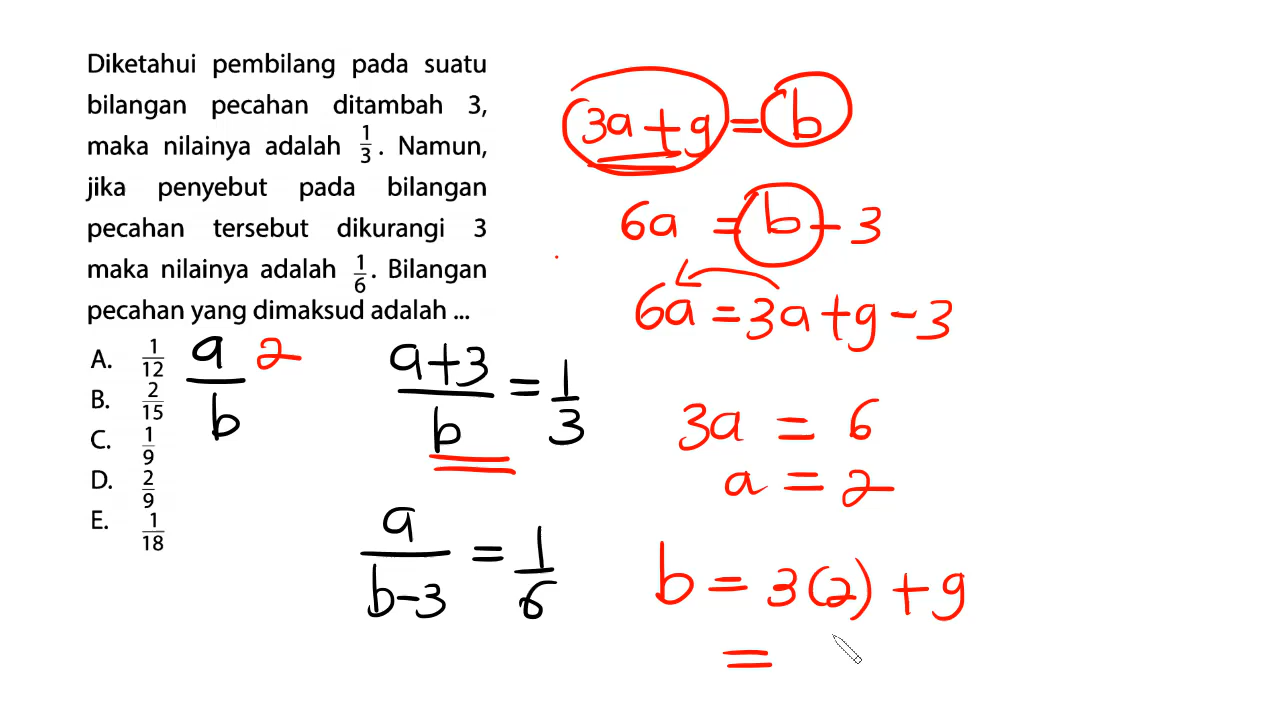 Diketahui pembilang pada suatu
bilangan pecahan ditambah 3,
maka nilainya adalah 1/3. Namun,
jika penyebut pada bilangan
pecahan tersebut dikurangi 3
maka nilainya adalah 1/6. Bilangan
pecahan yang dimaksud adalah ...
A. 1/12
B. 2/15
C. 1/9
D. 2/9
E. 1/18
a/b 2
(a+3)/b = 1/3
a/(b-3) = 1/6
3a + 9 = b
6a = b - 3
6a = 3a + 9 - 3
3a = 6
a = 2
b = 3(2) + 9
=